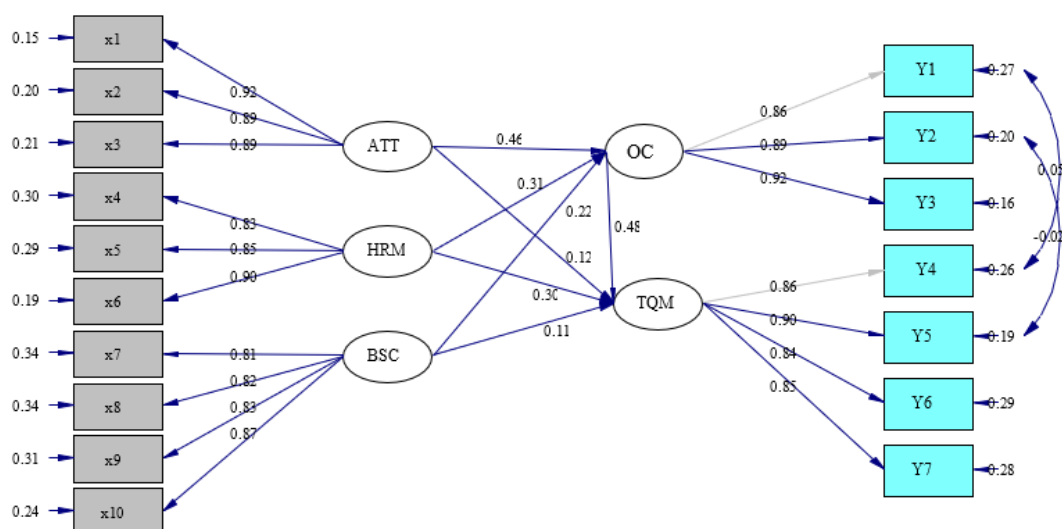 0.15
x1
0.20
x2
0.21
x3
0.30
x4
0.29
x5
0.19
x6
0.34
x7
0.34
x8
0.31
x9
0.24
x10
0.92
0.89
0.89
0.83
0.85
0.90
0.81
0.82
0.83
0.87
ATT
HRM
BSC
0.46
0.31
0.22
0.12
0.48
0.30
0.11
OC
TQM
0.86
0.89
0.92
0.86
0.90
0.84
0.85
Y1
0.27
Y2
0.20
Y3
0.16
Y4
0.26
Y5
0.19
Y6
0.29
Y7
0.28
-0.02